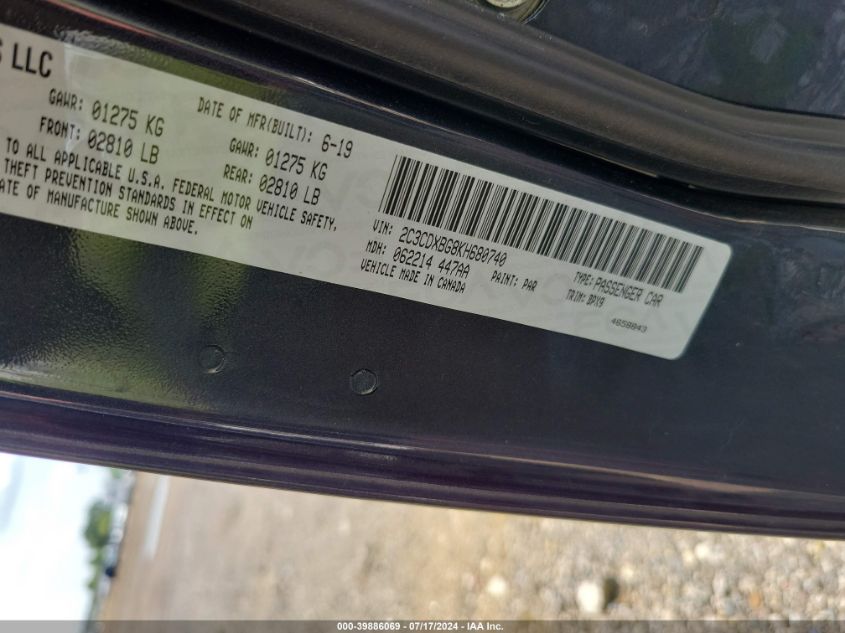 S LLC
DATE OF MFR(BUILT): 6-19
GAWR: 01275 KG
FRONT: 02810 LB
GAWR: 01275 KG
REAR: 02810 LB
TO ALL APPLICABLE U.S.A. FEDERAL MOTOR VEHICLE SAFETY,
THEFT PREVENTION STANDARDS IN EFFECT ON
ATE OF MANUFACTURE SHOWN ABOVE.
VIN: 2C3CDXBG8KH680740
MDH: 062214 447AA
VEHICLE MADE IN CANADA
PAINT: PAR
TYPE: PASSENGER CAR
TRIM: BPX9
4658843
000-39886069 - 07/17/2024 - IAA Inc.